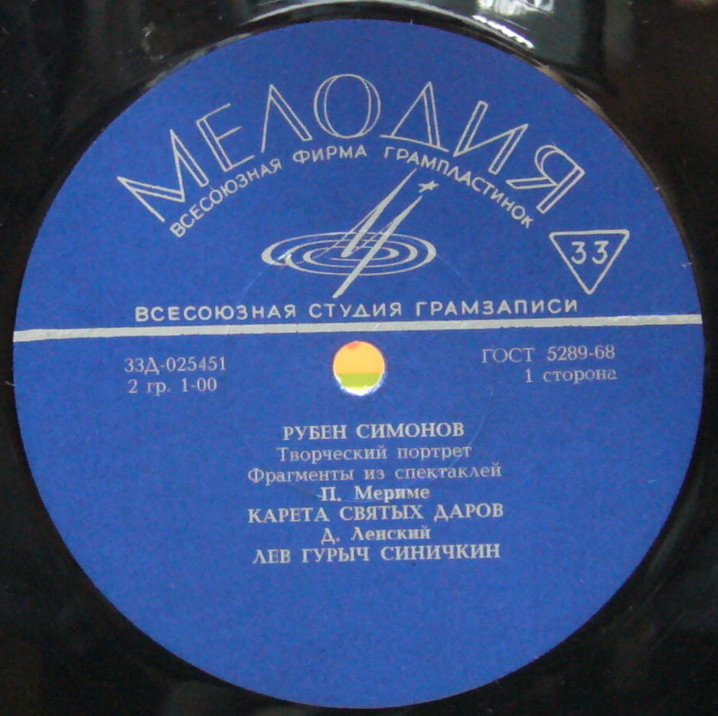 МЕЛОДИЯ
ВСЕСОЮЗНАЯ ФИРМА ГРАМПЛАСТИНОК
33
ВСЕСОЮЗНАЯ СТУДИЯ ГРАМЗАПИСИ
33Д-025451
2 гр. 1-00
ГОСТ 5289-68
1 сторона
РУБЕН СИМОНОВ
Творческий портрет
Фрагменты из спектаклей
П. Мериме
КАРЕТА СВЯТЫХ ДАРОВ
Д. Ленский
ЛЕВ ГУРЫЧ СИНИЧКИН